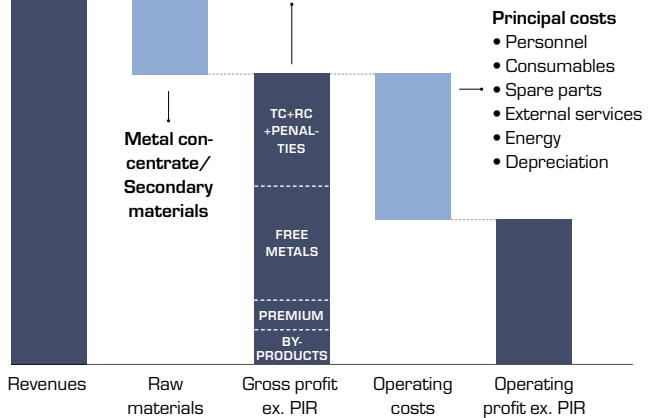 Principal costs
• Personnel
• Consumables
• Spare parts
• External services
• Energy
• Depreciation
Metal con-
centrate/
Secondary
materials
TC+RC
+PENAL-
TIES
FREE
METALS
PREMIUM
BY-
PRODUCTS
Revenues
Raw
materials
Gross profit
ex. PIR
Operating
costs
Operating
profit ex. PIR